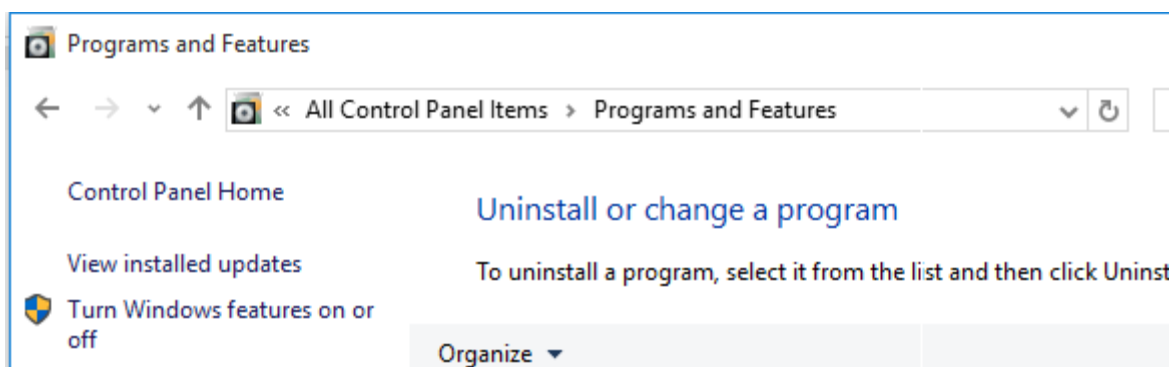 Programs and Features
« All Control Panel Items > Programs and Features
Control Panel Home
View installed updates
Turn Windows features on or
off
Uninstall or change a program
To uninstall a program, select it from the list and then click Uninst
Organize